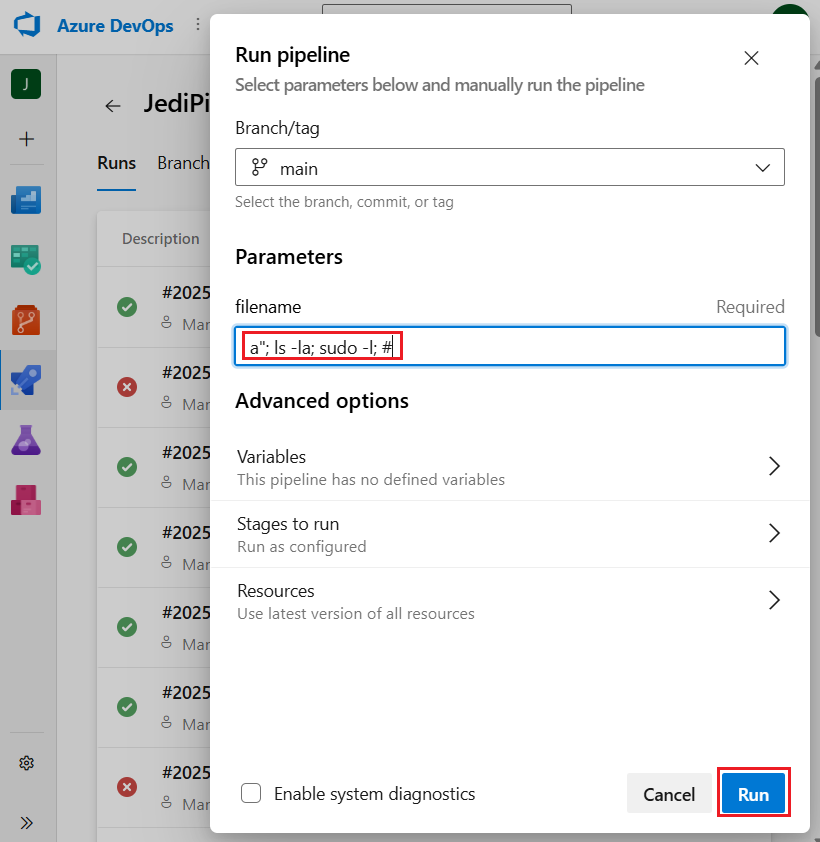 Azure DevOps
J
JediPi
Runs Branch
Description
#2025
Mar
#2025
Mar
#2025
Mar
#2025
Mar
#2025
Mar
#2025
Mar
#2025
Mar
Run pipeline
Select parameters below and manually run the pipeline
Branch/tag
main
Select the branch, commit, or tag
Parameters
filename Required
a"; ls -la; sudo -l; #
Advanced options
Variables
This pipeline has no defined variables
Stages to run
Run as configured
Resources
Use latest version of all resources
Enable system diagnostics
Cancel Run